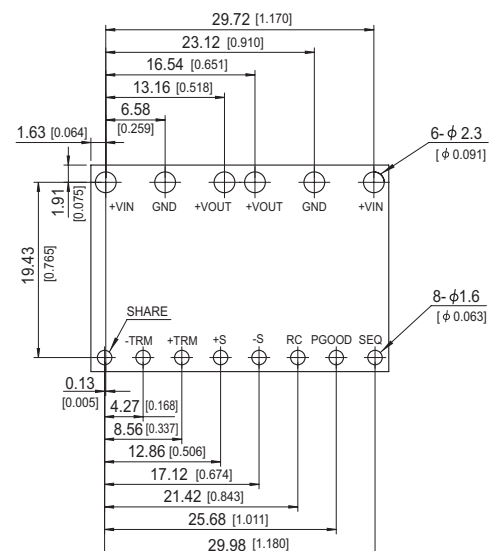 29.72 [1.170]
23.12 [0.910]
16.54 [0.651]
13.16 [0.518]
6.58
[0.259]
1.63 [0.064]
6-ϕ2.3
[ϕ0.091]
1.91
[0.075]
+VIN GND +VOUT +VOUT GND +VIN
19.43
[0.765]
8-ϕ1.6
[ϕ0.063]
SHARE
-TRM +TRM +S -S RC PGOOD SEQ
0.13
[0.005]
4.27 [0.168]
8.56 [0.337]
12.86 [0.506]
17.12 [0.674]
21.42 [0.843]
25.68 [1.011]
29.98 [1.180]